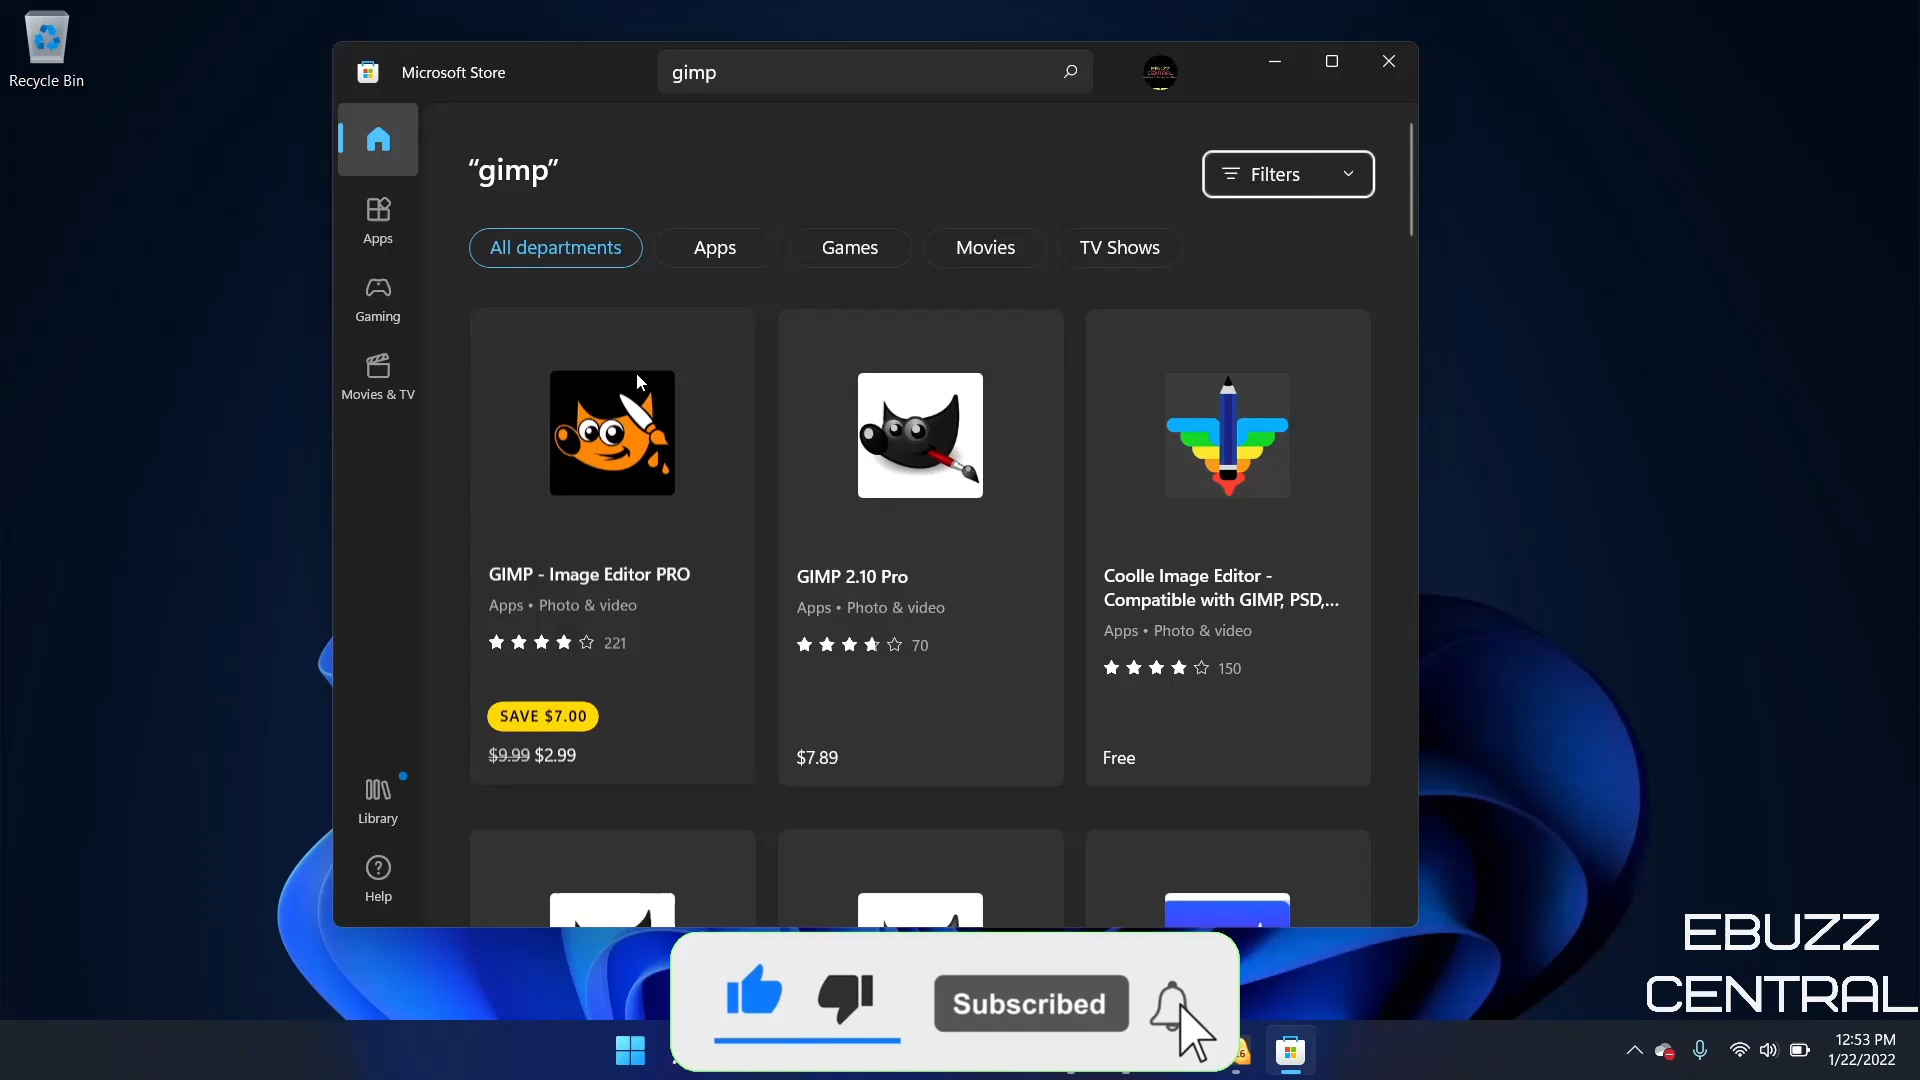 Recycle Bin
Microsoft Store
gimp
EBUZZ
CENTRAL
“gimp”
Filters
All departments
Apps
Games
Movies
TV Shows
Apps
Gaming
Movies & TV
Library
Help
GIMP - Image Editor PRO
Apps • Photo & video
221
SAVE $7.00
$9.99 $2.99
GIMP 2.10 Pro
Apps • Photo & video
70
$7.89
Coolle Image Editor -
Compatible with GIMP, PSD,...
Apps • Photo & video
150
Free
Subscribed
EBUZZ
CENTRAL
12:53 PM
1/22/2022